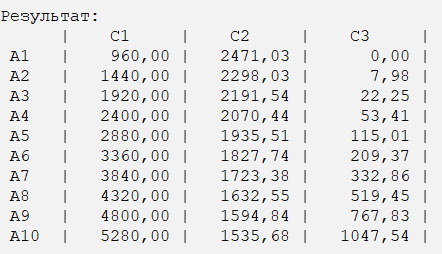 Результат:
| C1 | C2 | C3 |
A1 | 960,00 | 2471,03 | 0,00 |
A2 | 1440,00 | 2298,03 | 7,98 |
A3 | 1920,00 | 2191,54 | 22,25 |
A4 | 2400,00 | 2070,44 | 53,41 |
A5 | 2880,00 | 1935,51 | 115,01 |
A6 | 3360,00 | 1827,74 | 209,37 |
A7 | 3840,00 | 1723,38 | 332,86 |
A8 | 4320,00 | 1632,55 | 519,45 |
A9 | 4800,00 | 1594,84 | 767,83 |
A10 | 5280,00 | 1535,68 | 1047,54 |